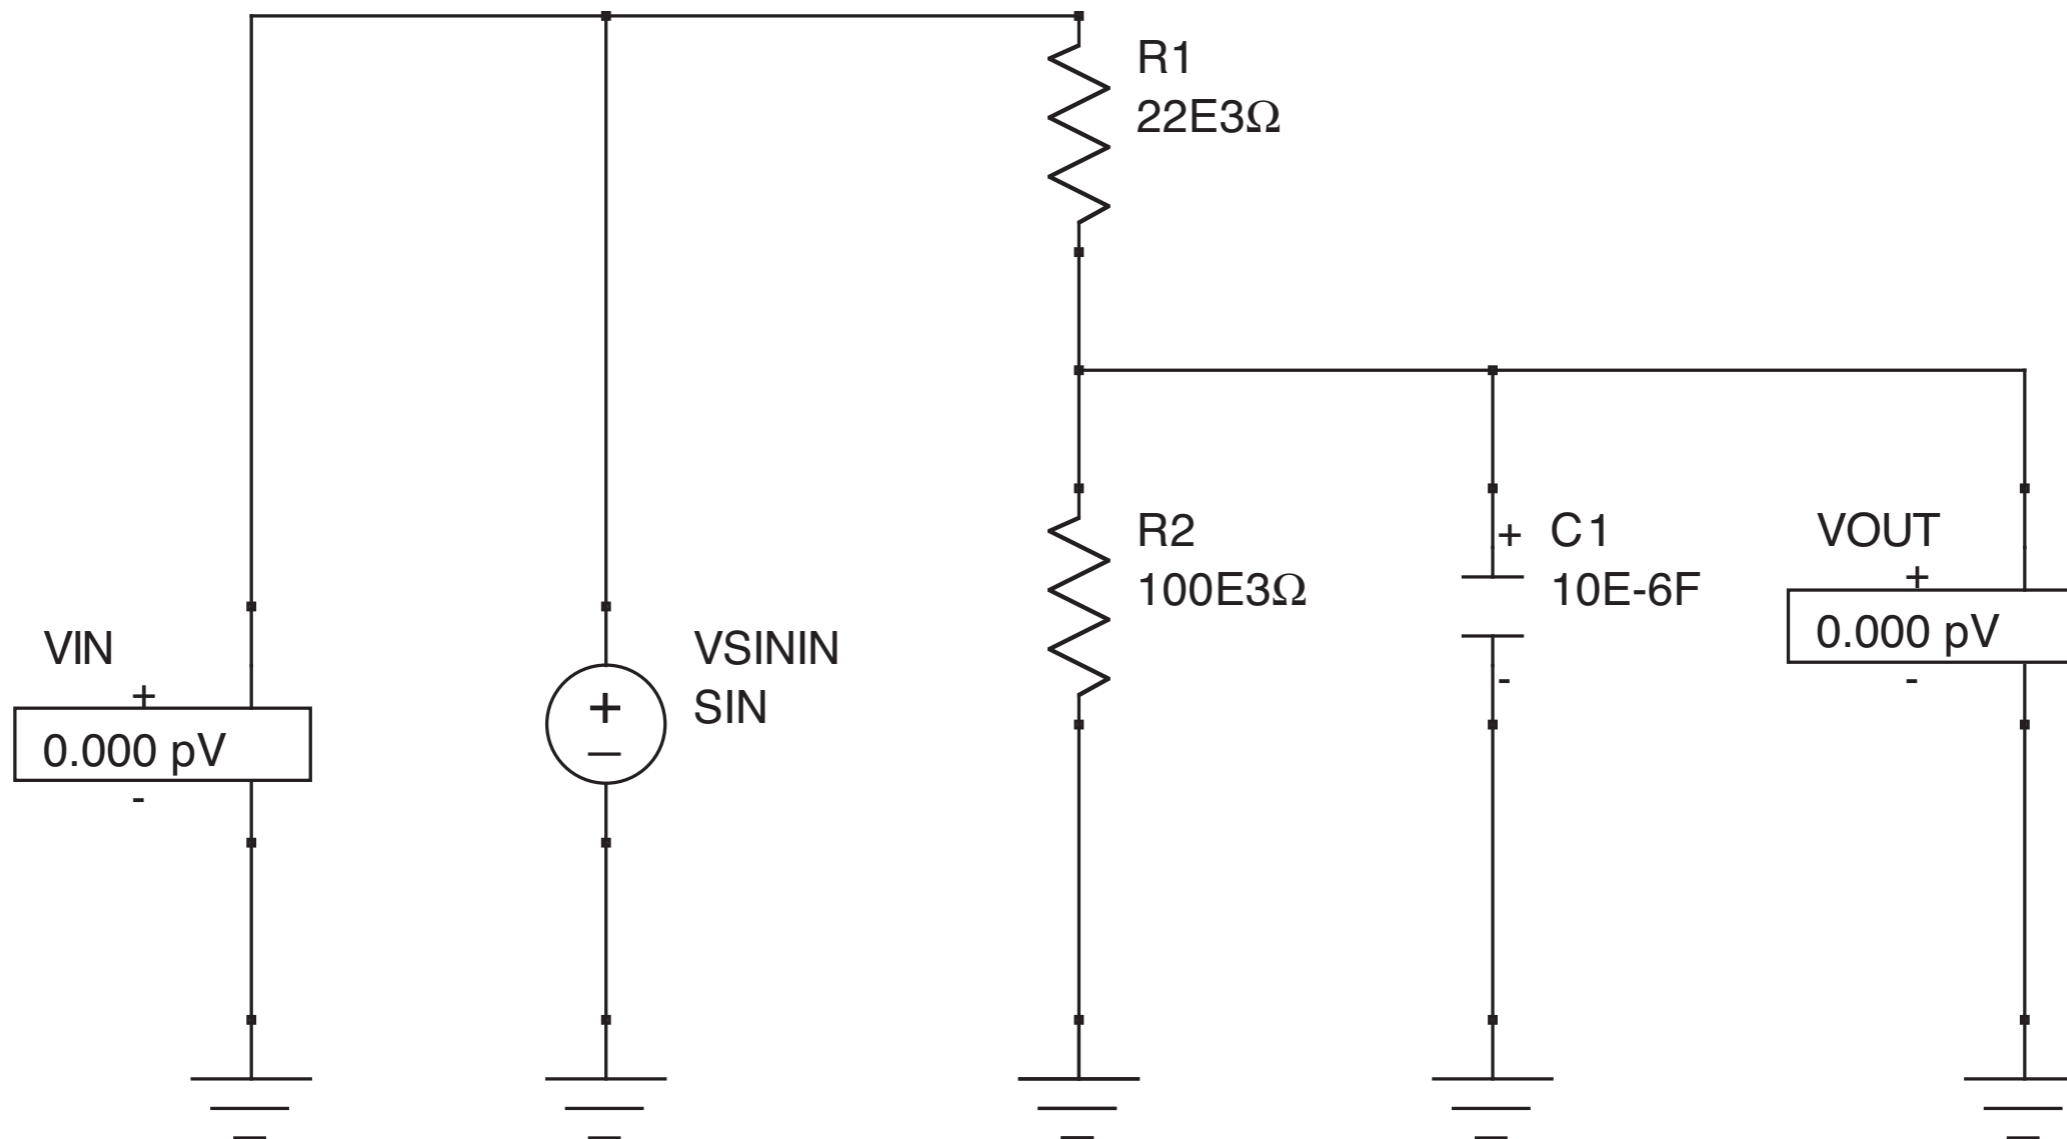 R1
22E3Ω
R2
100E3Ω
+ C1
10E-6F
-
VOUT
+
0.000 pV
-
VIN
+
0.000 pV
-
VSININ
SIN
+
–